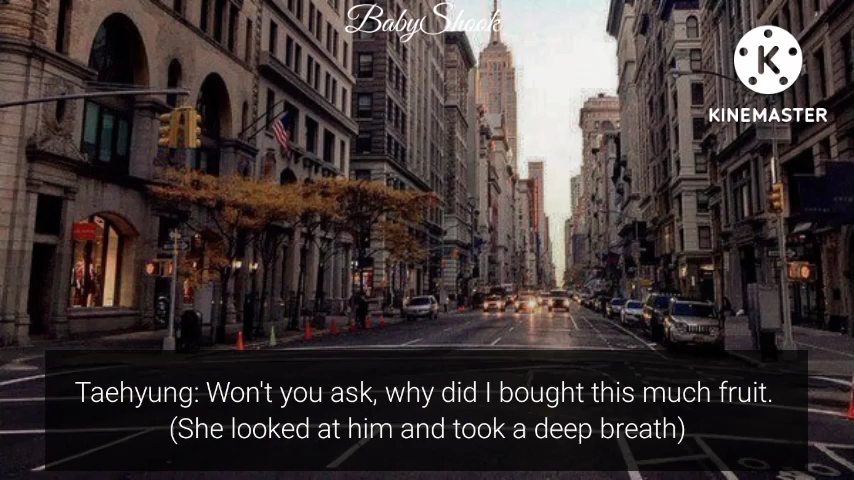 BabyShook
KINEMASTER
Taehyung: Won't you ask, why did I bought this much fruit.
(She looked at him and took a deep breath)